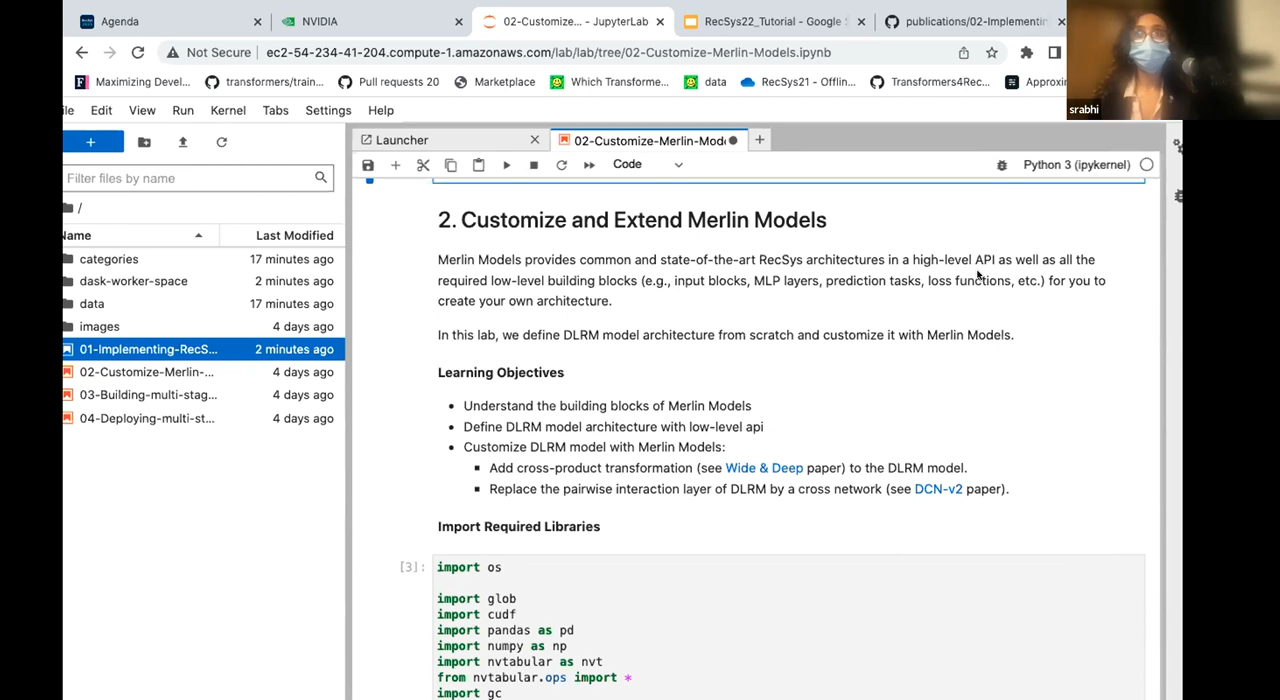 Agenda
NVIDIA
02-Customize... - JupyterLab
RecSys22_Tutorial - Google S
publications/02-Implementin
Not Secure ec2-54-234-41-204.compute-1.amazonaws.com/lab/lab/tree/02-Customize-Merlin-Models.ipynb
Maximizing Devel...
transformers/train...
Pull requests 20
Marketplace
Which Transforme...
data
RecSys21 – Offlin...
Transformers4Rec...
Approxi
srabhi
ile Edit View Run Kernel Tabs Settings Help
Launcher
02-Customize-Merlin-Mode
Code
Python 3 (ipykernel)
Filter files by name
/
Name Last Modified
categories 17 minutes ago
dask-worker-space 2 minutes ago
data 17 minutes ago
images 4 days ago
01-Implementing-RecS... 2 minutes ago
02-Customize-Merlin-... 4 days ago
03-Building-multi-stag... 4 days ago
04-Deploying-multi-st... 4 days ago
2. Customize and Extend Merlin Models
Merlin Models provides common and state-of-the-art RecSys architectures in a high-level API as well as all the
required low-level building blocks (e.g., input blocks, MLP layers, prediction tasks, loss functions, etc.) for you to
create your own architecture.
In this lab, we define DLRM model architecture from scratch and customize it with Merlin Models.
Learning Objectives
• Understand the building blocks of Merlin Models
• Define DLRM model architecture with low-level api
• Customize DLRM model with Merlin Models:
▪ Add cross-product transformation (see Wide & Deep paper) to the DLRM model.
▪ Replace the pairwise interaction layer of DLRM by a cross network (see DCN-v2 paper).
Import Required Libraries
[3]: import os
import glob
import cudf
import pandas as pd
import numpy as np
import nvtabular as nvt
from nvtabular.ops import *
import gc